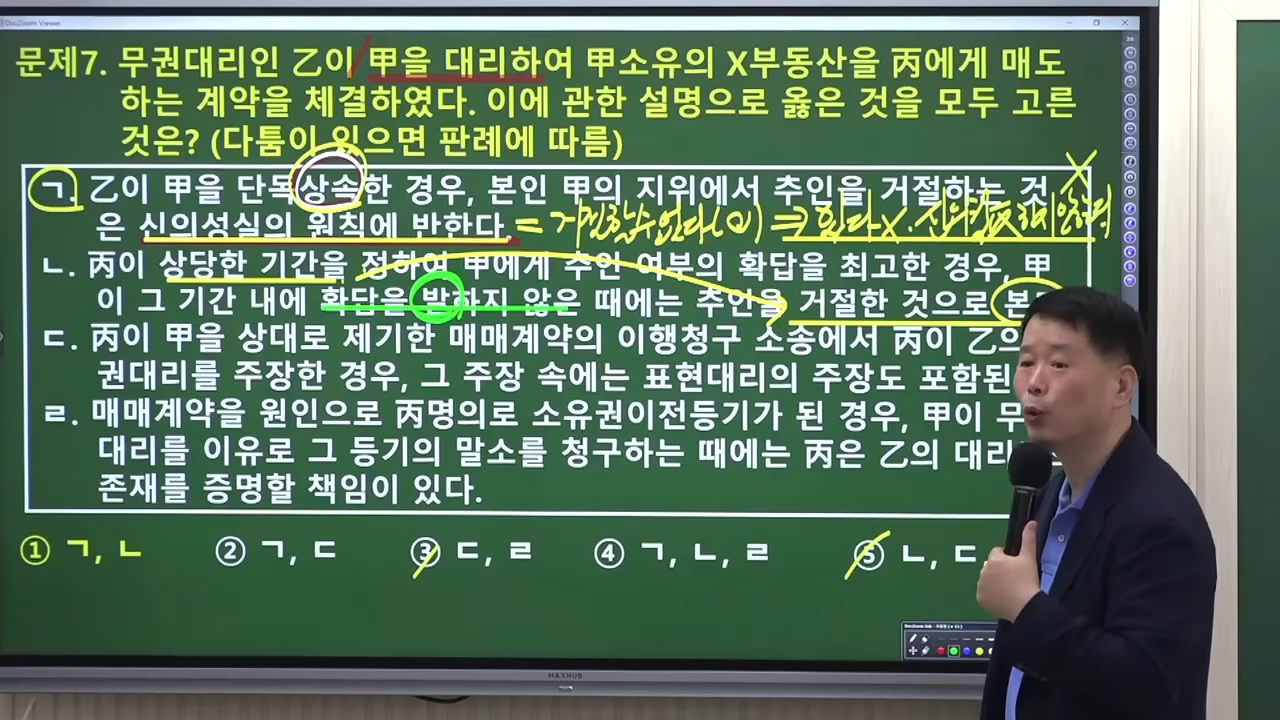 DocZoom Viewer
문제7. 무권대리인 乙이 甲을 대리하여 甲소유의 X부동산을 丙에게 매도
하는 계약을 체결하였다. 이에 관한 설명으로 옳은 것을 모두 고른
것은? (다툼이 있으면 판례에 따름)
ㄱ. 乙이 甲을 단독상속한 경우, 본인 甲의 지위에서 추인을 거절하는 것
은 신의성실의 원칙에 반한다.
ㄴ. 丙이 상당한 기간을 정하여 甲에게 추인 여부의 확답을 최고한 경우, 甲
이 그 기간 내에 확답을 발하지 않은 때에는 추인을 거절한 것으로 본
ㄷ. 丙이 甲을 상대로 제기한 매매계약의 이행청구 소송에서 丙이 乙의
권대리를 주장한 경우, 그 주장 속에는 표현대리의 주장도 포함된
ㄹ. 매매계약을 원인으로 丙명의로 소유권이전등기가 된 경우, 甲이 무
대리를 이유로 그 등기의 말소를 청구하는 때에는 丙은 乙의 대리
존재를 증명할 책임이 있다.
① ㄱ, ㄴ ② ㄱ, ㄷ ③ ㄷ, ㄹ ④ ㄱ, ㄴ, ㄹ ⑤ ㄴ, ㄷ,
MAXHUB